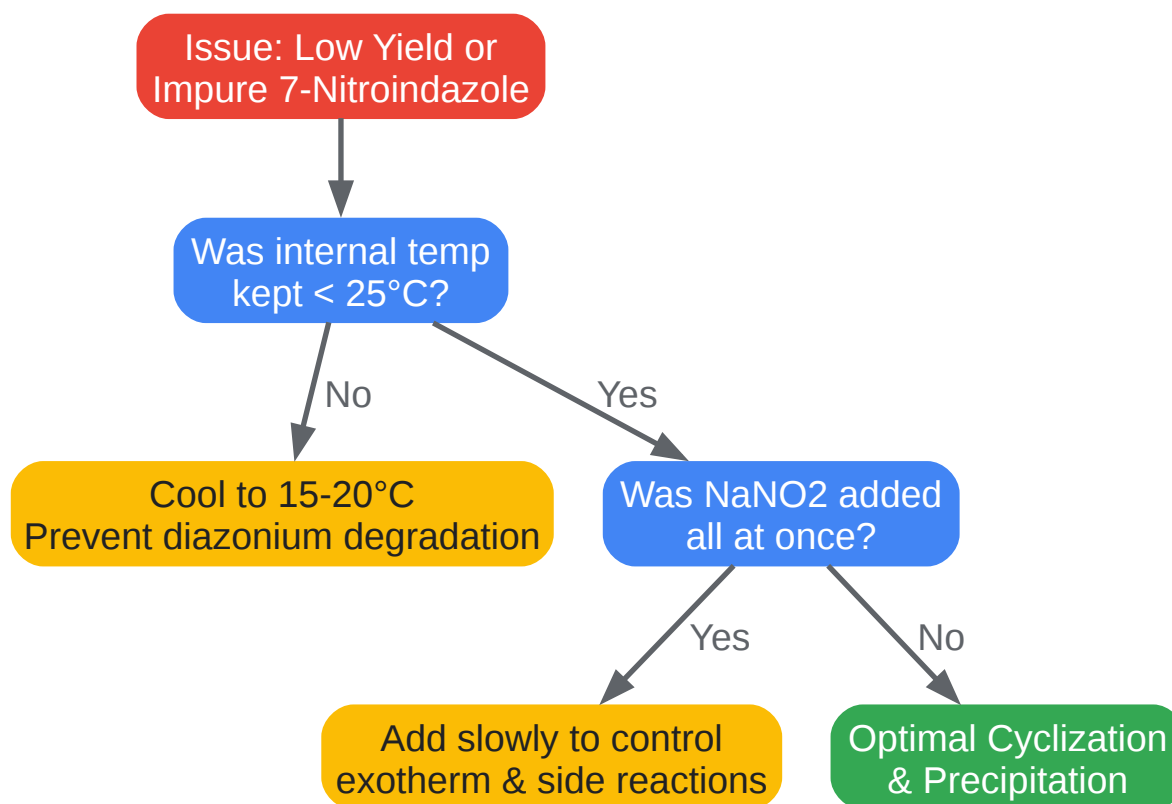 Issue: Low Yield or
Impure 7-Nitroindazole
Was internal temp
kept < 25°C?
No
Yes
Cool to 15-20°C
Prevent diazonium degradation
Was NaNO2 added
all at once?
Yes
No
Add slowly to control
exotherm & side reactions
Optimal Cyclization
& Precipitation